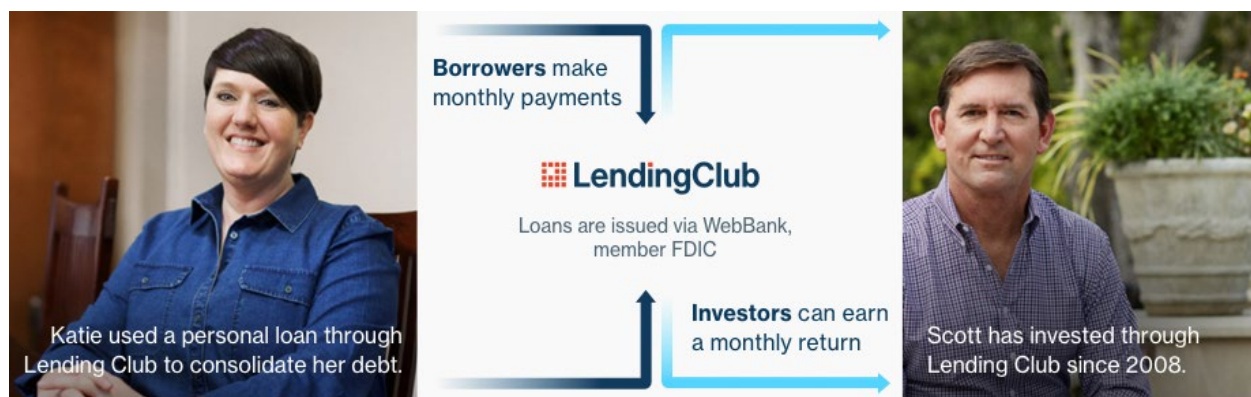 Borrowers make
monthly payments
LendingClub
Loans are issued via WebBank,
member FDIC
Investors can earn
a monthly return
Katie used a personal loan through
Lending Club to consolidate her debt.
Scott has invested through
Lending Club since 2008.